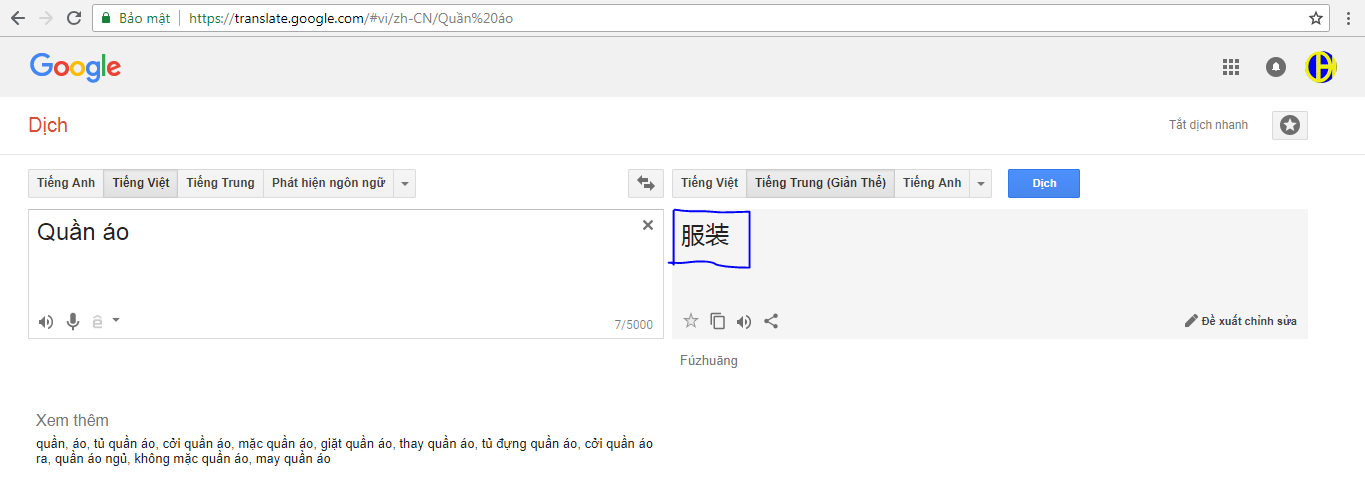 Bảo mật https://translate.google.com/#vi/zh-CN/Quần%20áo
Google
Dịch
Tắt dịch nhanh
Tiếng Anh Tiếng Việt Tiếng Trung Phát hiện ngôn ngữ
Tiếng Việt Tiếng Trung (Giản Thể) Tiếng Anh Dịch
Quần áo
服装
7/5000
Đề xuất chỉnh sửa
Fúzhuāng
Xem thêm
quần, áo, tủ quần áo, cởi quần áo, mặc quần áo, giặt quần áo, thay quần áo, tủ đựng quần áo, cởi quần áo
ra, quần áo ngủ, không mặc quần áo, may quần áo